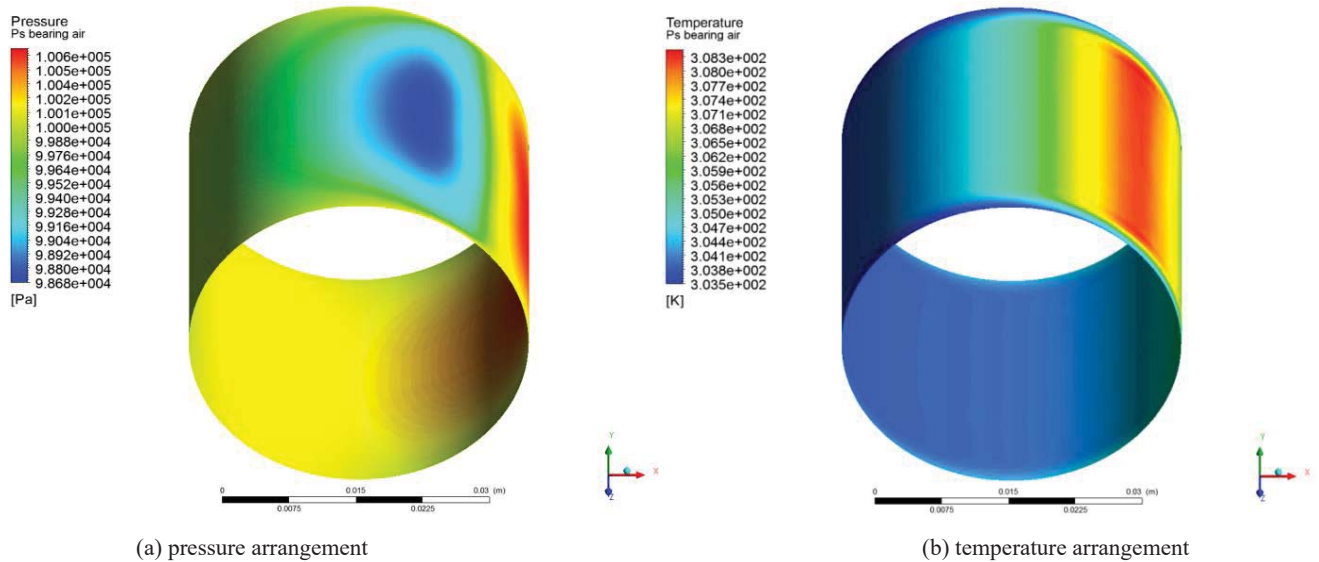 Pressure
Ps bearing air
1.006e+005
1.005e+005
1.004e+005
1.002e+005
1.001e+005
1.000e+005
9.988e+004
9.976e+004
9.964e+004
9.952e+004
9.940e+004
9.928e+004
9.916e+004
9.904e+004
9.892e+004
9.880e+004
9.868e+004
[Pa]
0 0.015 0.03 (m)
0.0075 0.0225
Y
X
Z
(a) pressure arrangement
Temperature
Ps bearing air
3.083e+002
3.080e+002
3.077e+002
3.074e+002
3.071e+002
3.068e+002
3.065e+002
3.062e+002
3.059e+002
3.056e+002
3.053e+002
3.050e+002
3.047e+002
3.044e+002
3.041e+002
3.038e+002
3.035e+002
[K]
0 0.015 0.03 (m)
0.0075 0.0225
Y
X
Z
(b) temperature arrangement